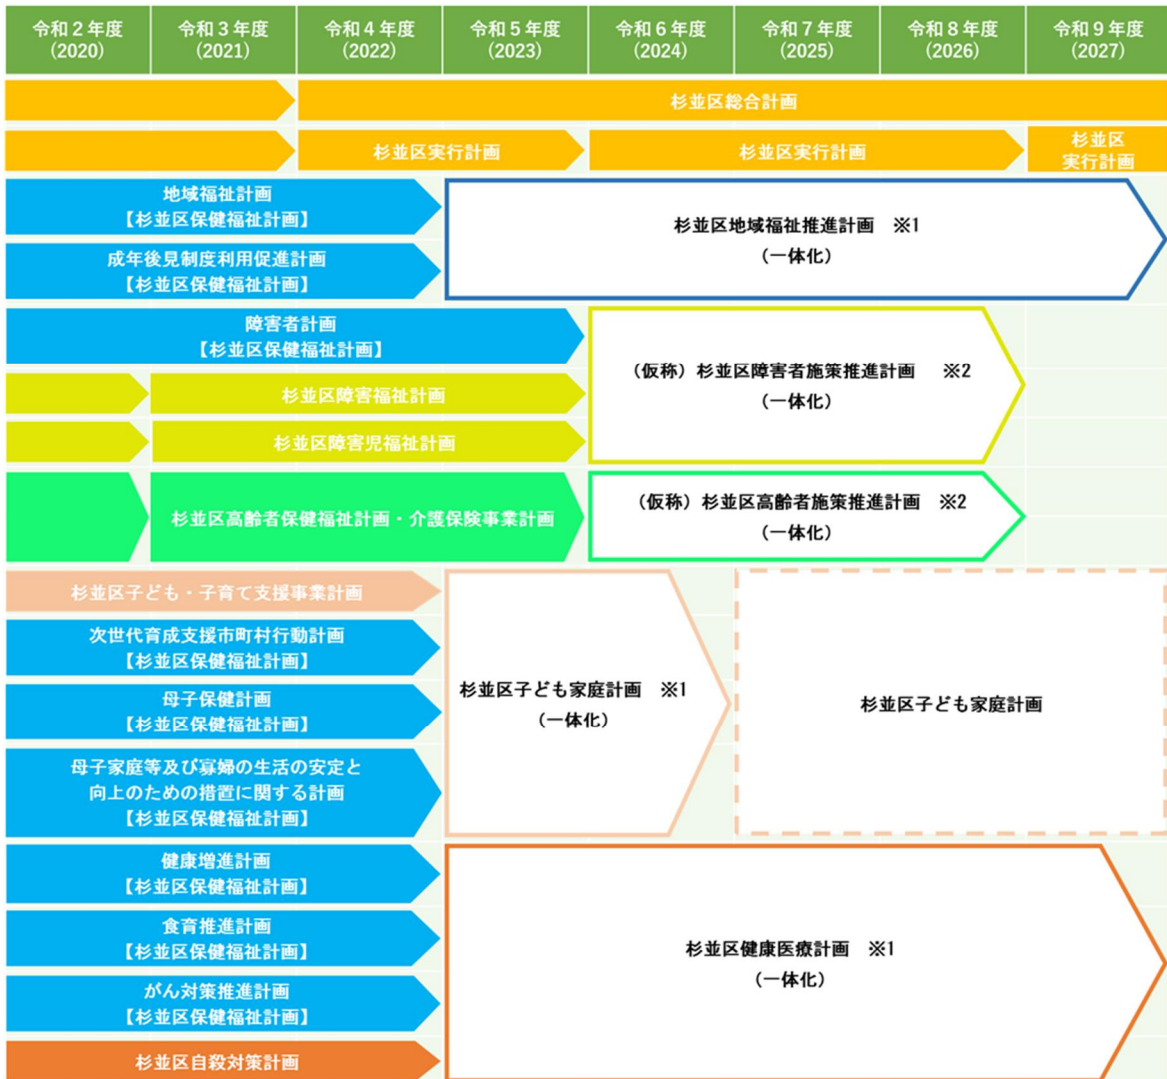 令和2年度
(2020)
令和3年度
(2021)
令和4年度
(2022)
令和5年度
(2023)
令和6年度
(2024)
令和7年度
(2025)
令和8年度
(2026)
令和9年度
(2027)
杉並区総合計画
杉並区実行計画
杉並区実行計画
杉並区
実行計画
地域福祉計画
【杉並区保健福祉計画】
成年後見制度利用促進計画
【杉並区保健福祉計画】
杉並区地域福祉推進計画 ※1
(一体化)
障害者計画
【杉並区保健福祉計画】
杉並区障害福祉計画
杉並区障害児福祉計画
(仮称)杉並区障害者施策推進計画 ※2
(一体化)
杉並区高齢者保健福祉計画・介護保険事業計画
(仮称)杉並区高齢者施策推進計画 ※2
(一体化)
杉並区子ども・子育て支援事業計画
次世代育成支援市町村行動計画
【杉並区保健福祉計画】
母子保健計画
【杉並区保健福祉計画】
母子家庭等及び寡婦の生活の安定と
向上のための措置に関する計画
【杉並区保健福祉計画】
杉並区子ども家庭計画 ※1
(一体化)
杉並区子ども家庭計画
健康増進計画
【杉並区保健福祉計画】
食育推進計画
【杉並区保健福祉計画】
がん対策推進計画
【杉並区保健福祉計画】
杉並区自殺対策計画
杉並区健康医療計画 ※1
(一体化)